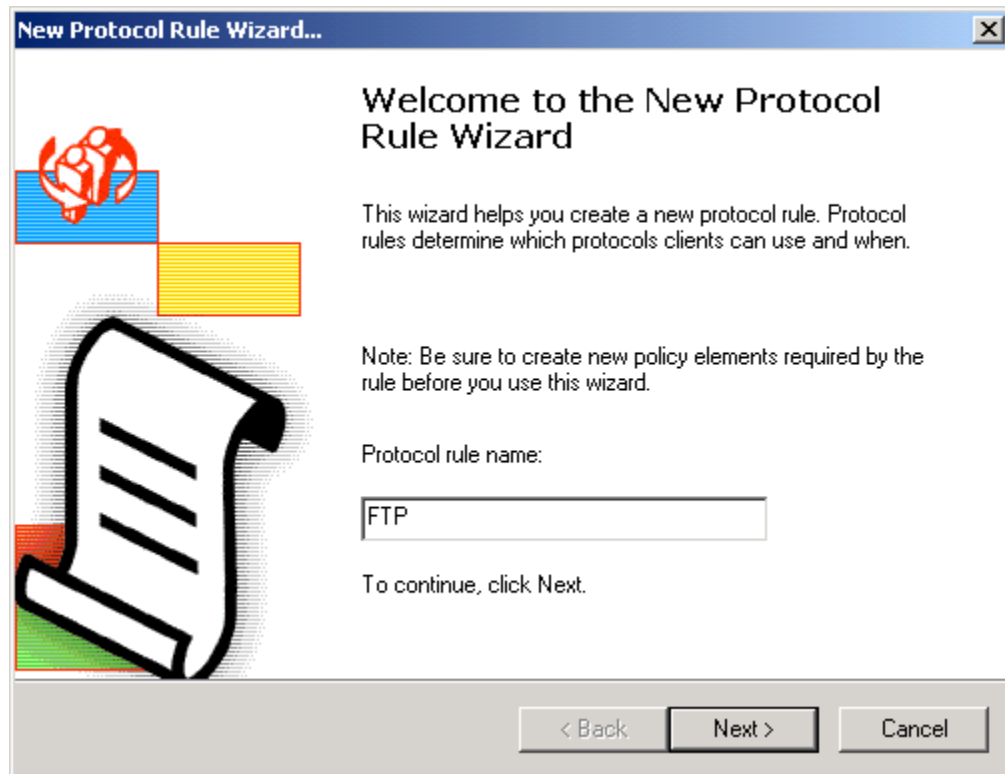 New Protocol Rule Wizard...
Welcome to the New Protocol
Rule Wizard
This wizard helps you create a new protocol rule. Protocol
rules determine which protocols clients can use and when.
Note: Be sure to create new policy elements required by the
rule before you use this wizard.
Protocol rule name:
FTP
To continue, click Next.
< Back
Next >
Cancel